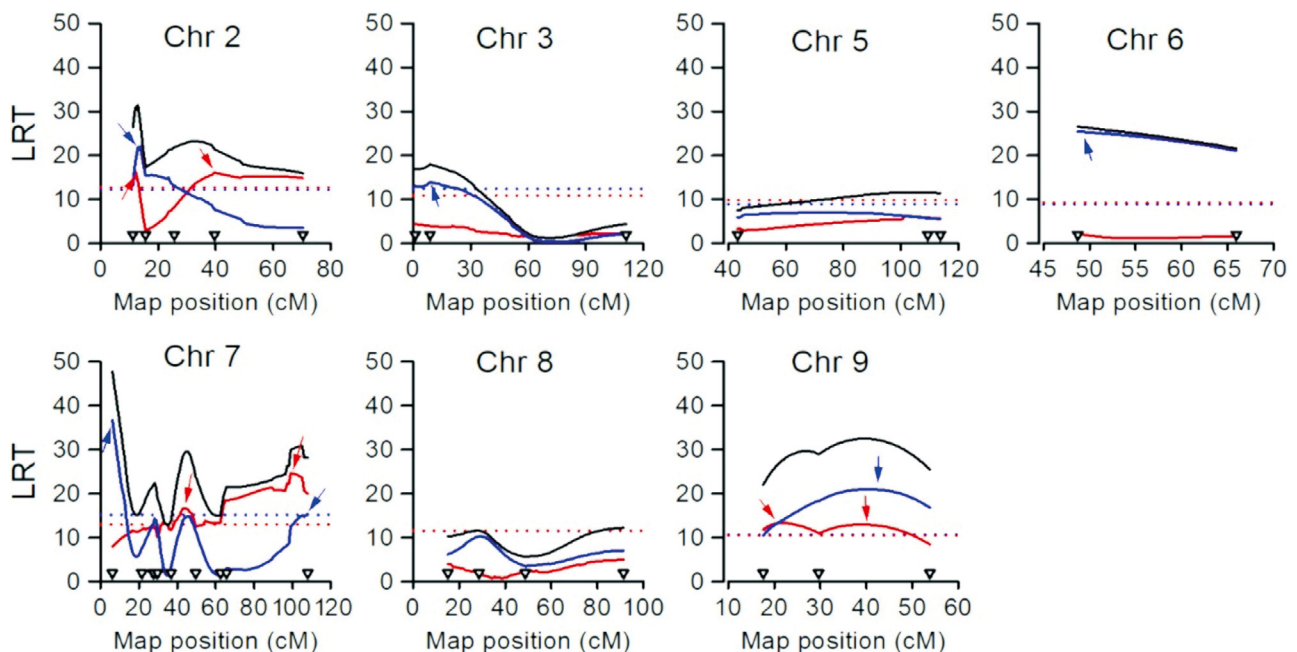 Chr 2
LRT
50
40
30
20
10
0
0 20 40 60 80
Map position (cM)
Chr 3
50
40
30
20
10
0
0 30 60 90 120
Map position (cM)
Chr 5
50
40
30
20
10
0
40 60 80 100 120
Map position (cM)
Chr 6
50
40
30
20
10
0
45 50 55 60 65 70
Map position (cM)
Chr 7
LRT
50
40
30
20
10
0
0 20 40 60 80 100 120
Map position (cM)
Chr 8
50
40
30
20
10
0
0 20 40 60 80 100
Map position (cM)
Chr 9
50
40
30
20
10
0
10 20 30 40 50 60
Map position (cM)